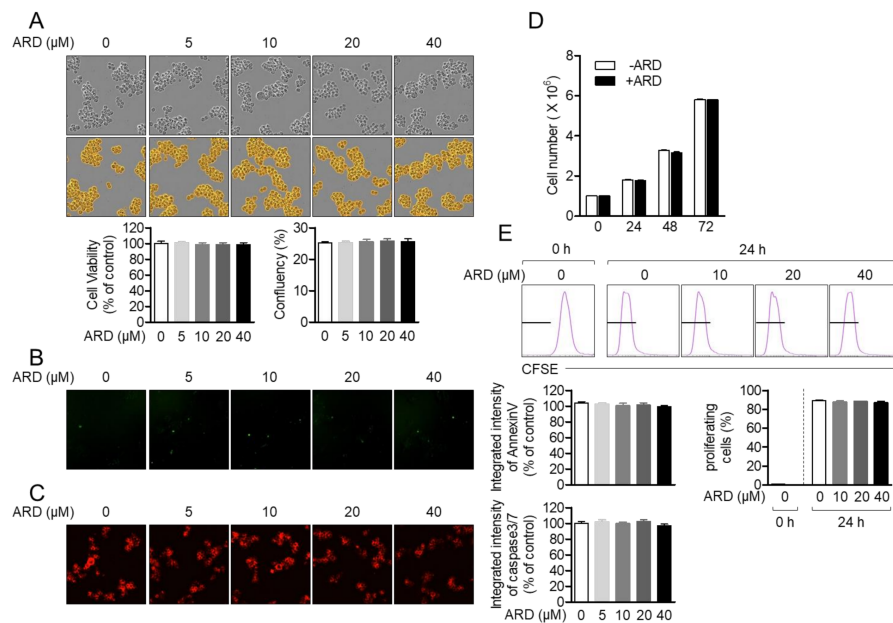 A
ARD (µM) 0 5 10 20 40
Cell Viability
(% of control)
120
100
80
60
40
20
0
ARD (µM) 0 5 10 20 40
Confluency (%)
30
20
10
0
0 5 10 20 40
B
ARD (µM) 0 5 10 20 40
C
ARD (µM) 0 5 10 20 40
D
Cell number ( X 10⁶)
8
6
4
2
0
-ARD
+ARD
0 24 48 72
E
0 h 24 h
ARD (µM) 0 0 10 20 40
CFSE
Integrated intensity
of AnnexinV
(% of control)
120
100
80
60
40
20
0
Integrated intensity
of caspase3/7
(% of control)
120
100
80
60
40
20
0
ARD (µM) 0 5 10 20 40
proliferating
cells (%)
100
80
60
40
20
0
ARD (µM) 0 0 10 20 40
0 h 24 h